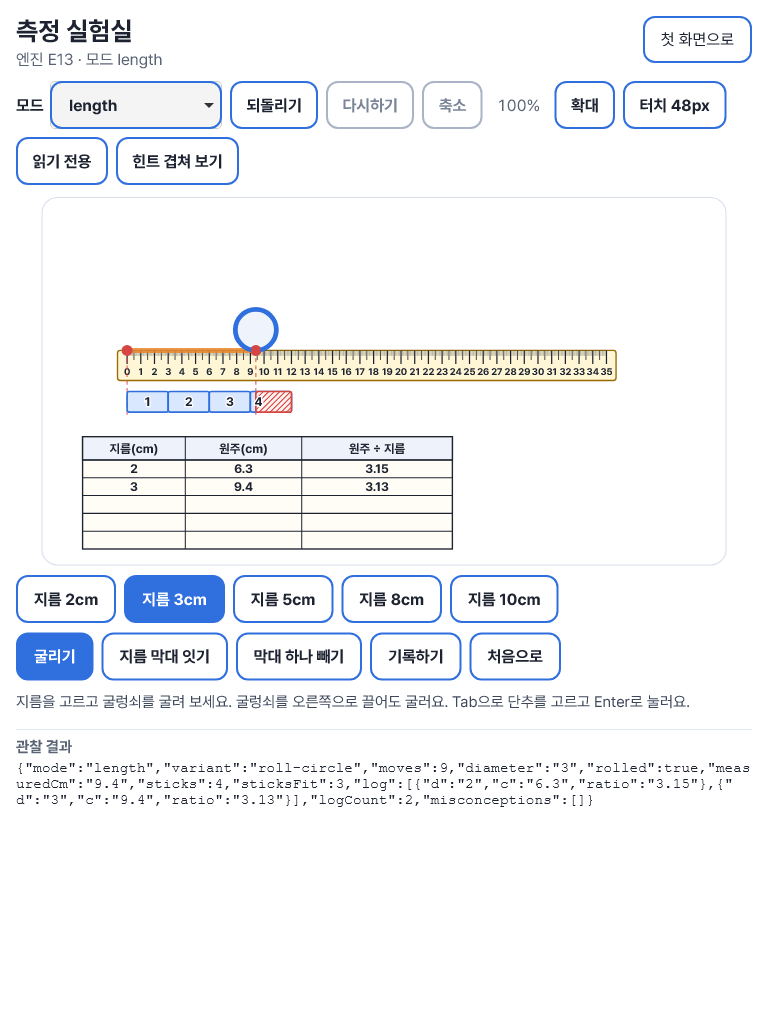 측정 실험실
엔진 E13 · 모드 length
첫 화면으로
모드 length 되돌리기 다시하기 축소 100% 확대 터치 48px
읽기 전용 힌트 겹쳐 보기
0 1 2 3 4 5 6 7 8 9 10 11 12 13 14 15 16 17 18 19 20 21 22 23 24 25 26 27 28 29 30 31 32 33 34 35
1 2 3 4
지름(cm) 원주(cm) 원주 ÷ 지름
2 6.3 3.15
3 9.4 3.13
지름 2cm 지름 3cm 지름 5cm 지름 8cm 지름 10cm
굴리기 지름 막대 잇기 막대 하나 빼기 기록하기 처음으로
지름을 고르고 굴렁쇠를 굴려 보세요. 굴렁쇠를 오른쪽으로 끌어도 굴러요. Tab으로 단추를 고르고 Enter로 눌러요.
관찰 결과
{"mode":"length","variant":"roll-circle","moves":9,"diameter":"3","rolled":true,"meas
uredCm":"9.4","sticks":4,"sticksFit":3,"log":[{"d":"2","c":"6.3","ratio":"3.15"},{"
d":"3","c":"9.4","ratio":"3.13"}],"logCount":2,"misconceptions":[]}